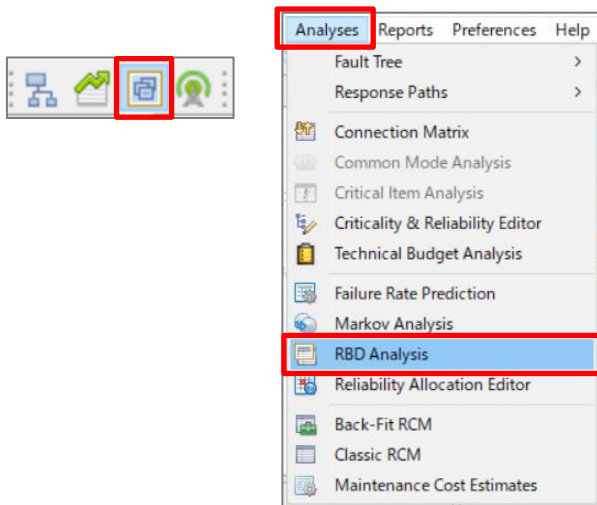 Analyses Reports Preferences Help
Fault Tree >
Response Paths >
Connection Matrix
Common Mode Analysis
Critical Item Analysis
Criticality & Reliability Editor
Technical Budget Analysis
Failure Rate Prediction
Markov Analysis
RBD Analysis
Reliability Allocation Editor
Back-Fit RCM
Classic RCM
Maintenance Cost Estimates